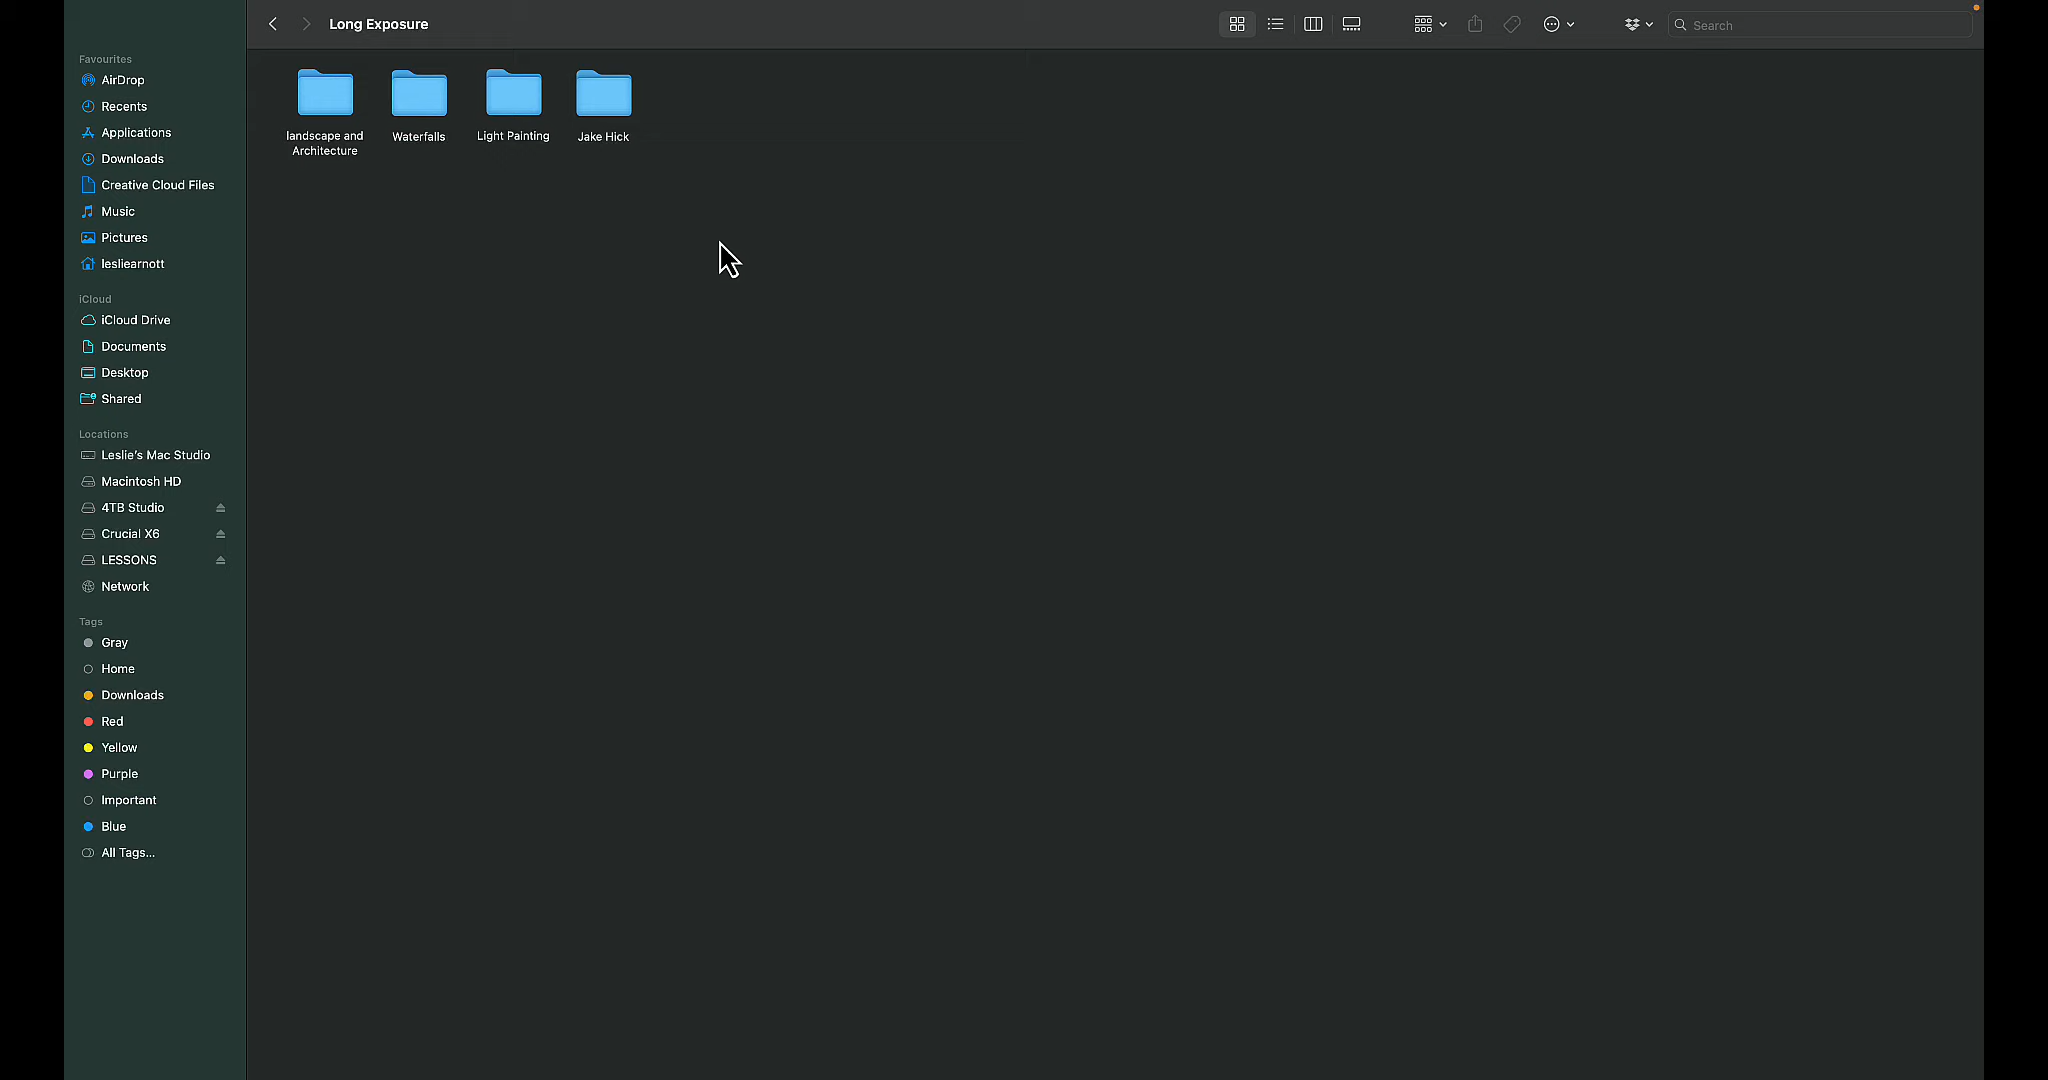 Long Exposure
Search
Favourites
AirDrop
Recents
Applications
Downloads
Creative Cloud Files
Music
Pictures
lesliearnott
iCloud
iCloud Drive
Documents
Desktop
Shared
Locations
Leslie's Mac Studio
Macintosh HD
4TB Studio
Crucial X6
LESSONS
Network
Tags
Gray
Home
Downloads
Red
Yellow
Purple
Important
Blue
All Tags...
landscape and
Architecture
Waterfalls
Light Painting
Jake Hick